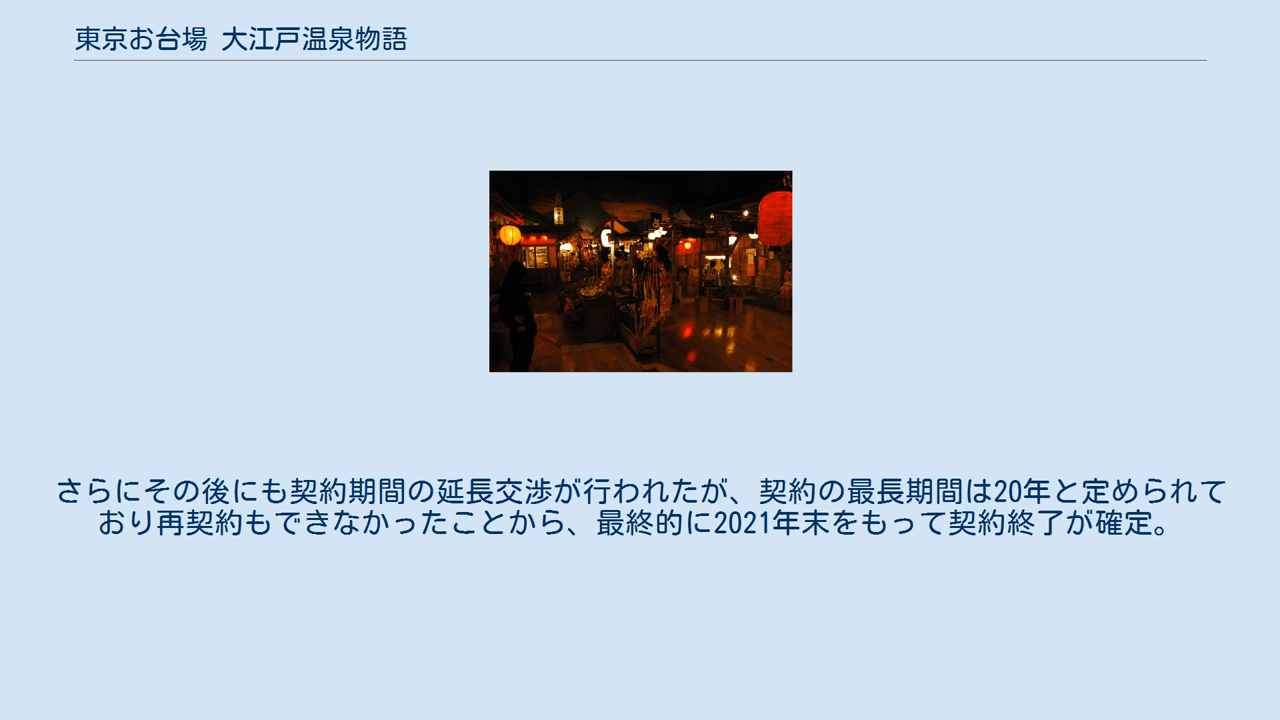 東京お台場 大江戸温泉物語
さらにその後にも契約期間の延長交渉が行われたが、契約の最長期間は20年と定められて
おり再契約もできなかったことから、最終的に2021年末をもって契約終了が確定。